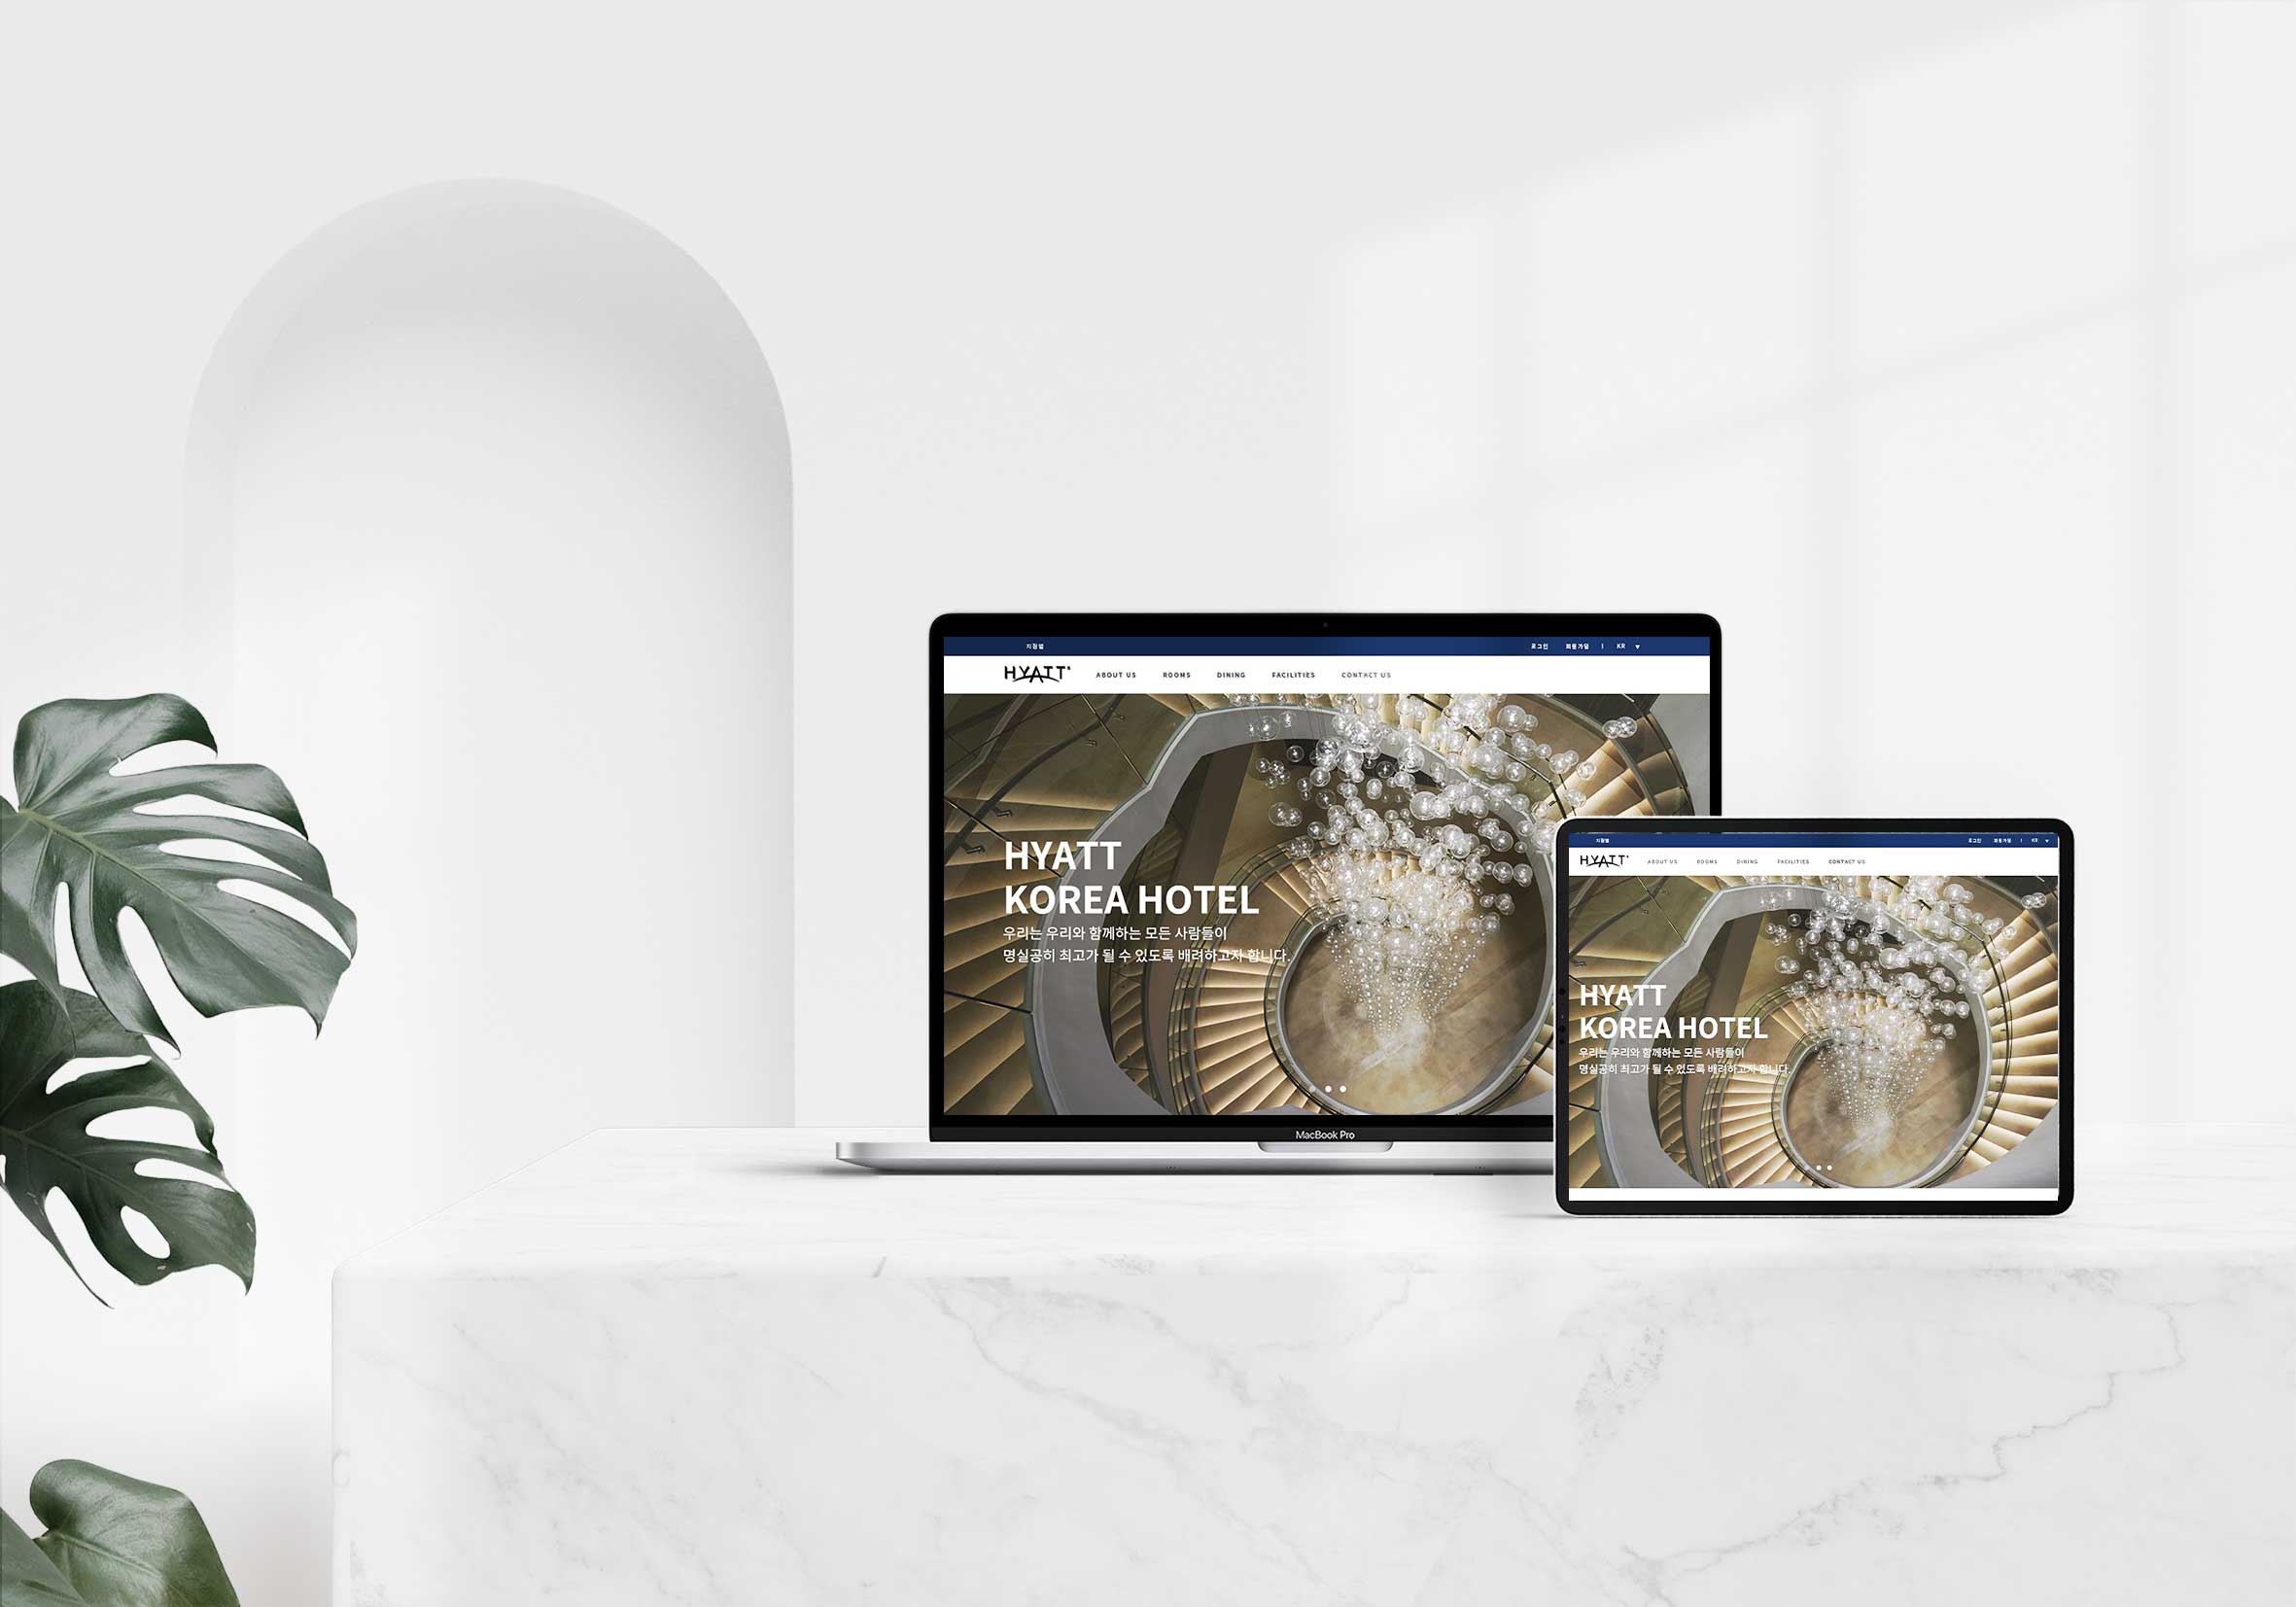 지점별
로그인 회원가입 | KR ▼
HYATT
ABOUT US ROOMS DINING FACILITIES CONTACT US
HYATT
KOREA HOTEL
우리는 우리와 함께하는 모든 사람들이
명실공히 최고가 될 수 있도록 배려하고자 합니다.
MacBook Pro
지점별
로그인 회원가입 | KR ▼
HYATT
ABOUT US ROOMS DINING FACILITIES CONTACT US
HYATT
KOREA HOTEL
우리는 우리와 함께하는 모든 사람들이
명실공히 최고가 될 수 있도록 배려하고자 합니다.